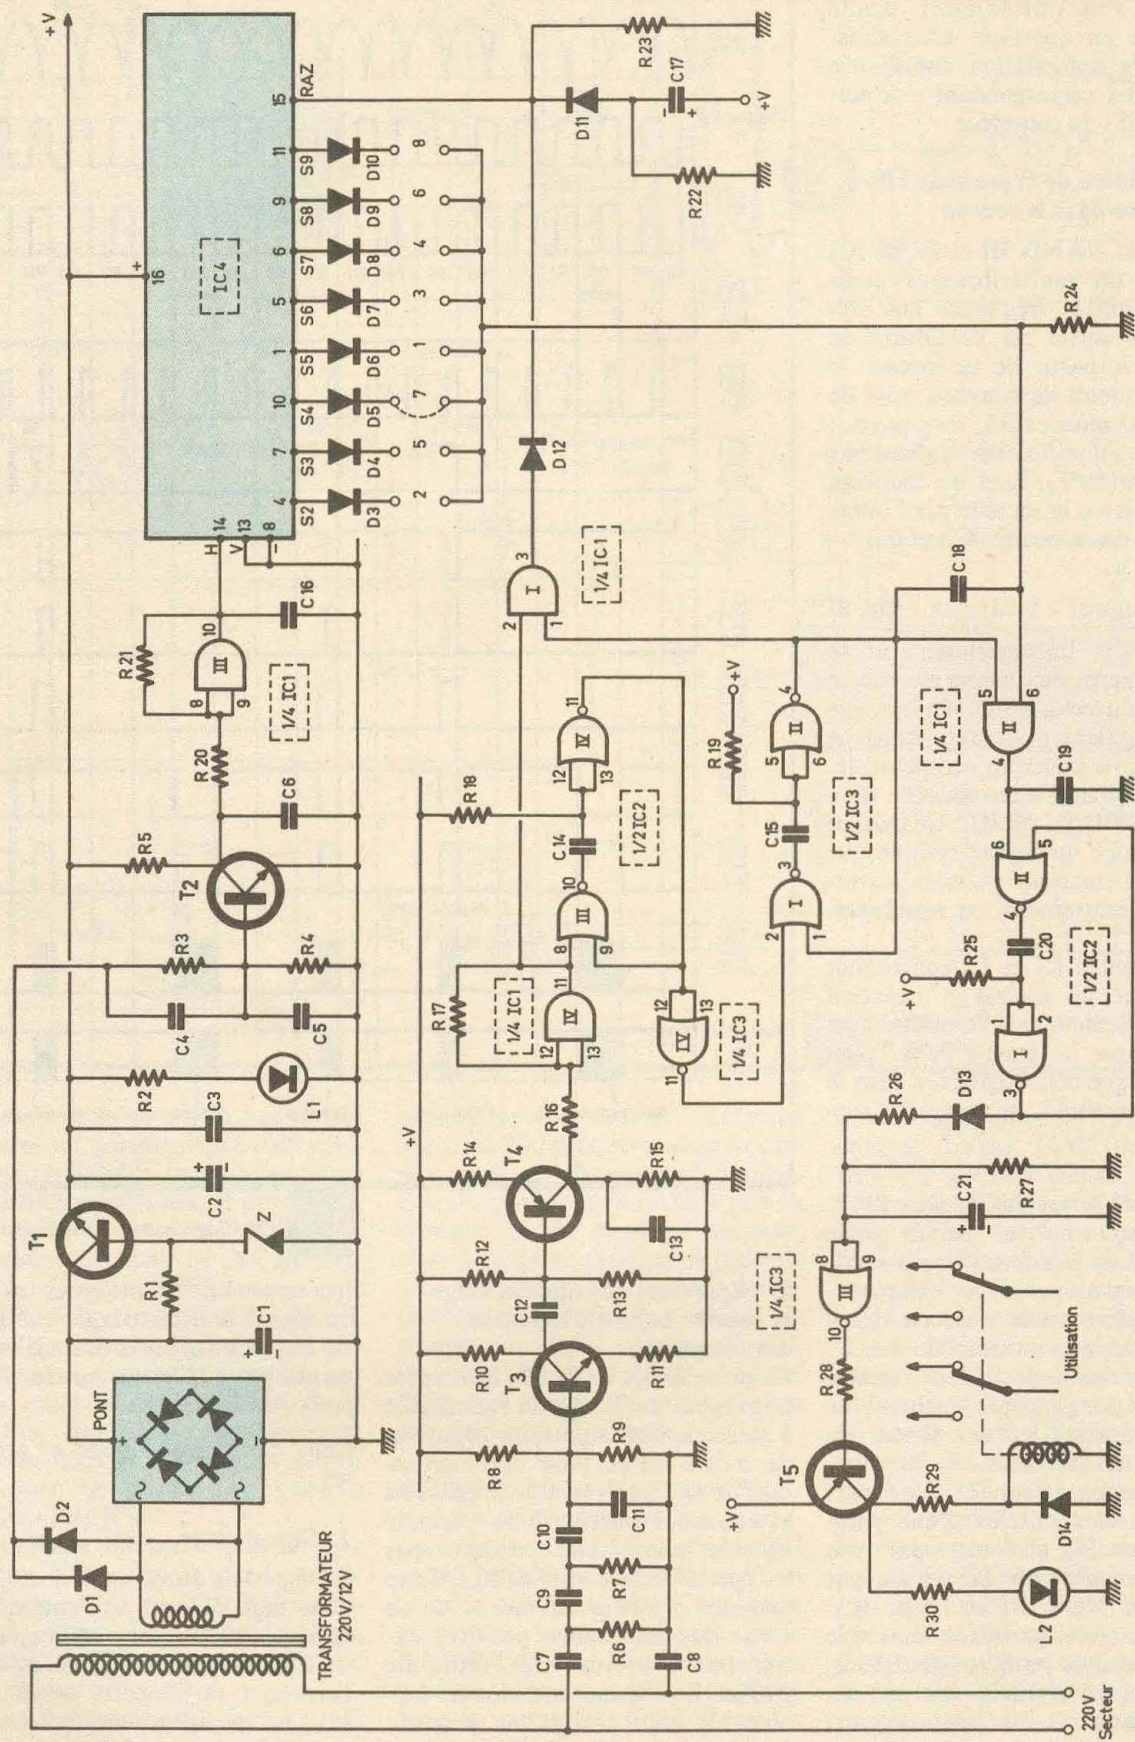 TRANSFORMATEUR
220V/12V
D1
D2
PONT
+
-
~
~
+
C1
-
R1
T1
Z
+
C2
-
C3
R2
L1
C4
C5
R3
R4
T2
R5
C6
R20
8
9
III
10
R21
1/4 IC1
C16
+V
H
14
V
13
-
8
+
16
IC4
4
7
10
1
5
6
9
11
15
S2
S3
S4
S5
S6
S7
S8
S9
RAZ
D3
D4
D5
D6
D7
D8
D9
D10
2
5
7
1
3
4
6
8
220V
Secteur
C7
C8
R6
C9
R7
C10
C11
R8
R9
T3
R10
R11
C12
R12
R13
+V
T4
R14
C13
R15
R16
12
13
IV
11
R17
1/4 IC1
8
9
III
10
C14
R18
12
13
IV
11
1/2 IC2
2
1
I
3
1/4 IC1
D12
D11
R23
R22
-
C17
+
+V
12
13
IV
11
1/4 IC3
2
1
I
3
C15
R19
+V
5
6
II
4
1/2 IC3
C18
5
6
II
4
1/4 IC1
R24
C19
6
5
II
4
C20
R25
+V
1
2
I
3
1/2 IC2
D13
R26
R27
+
C21
-
8
9
III
10
1/4 IC3
R28
T5
+V
R29
R30
L2
D14
Utilisation